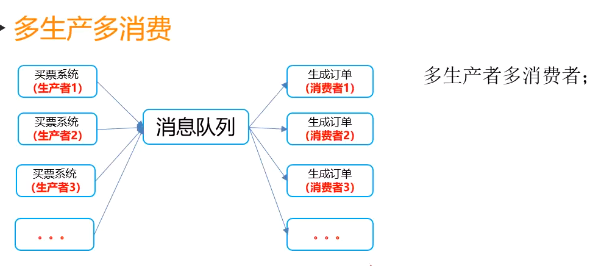 多生产多消费
多生产者多消费者；
买票系统
(生产者1)
买票系统
(生产者2)
买票系统
(生产者3)
。。。
消息队列
生成订单
(消费者1)
生成订单
(消费者2)
生成订单
(消费者3)
。。。